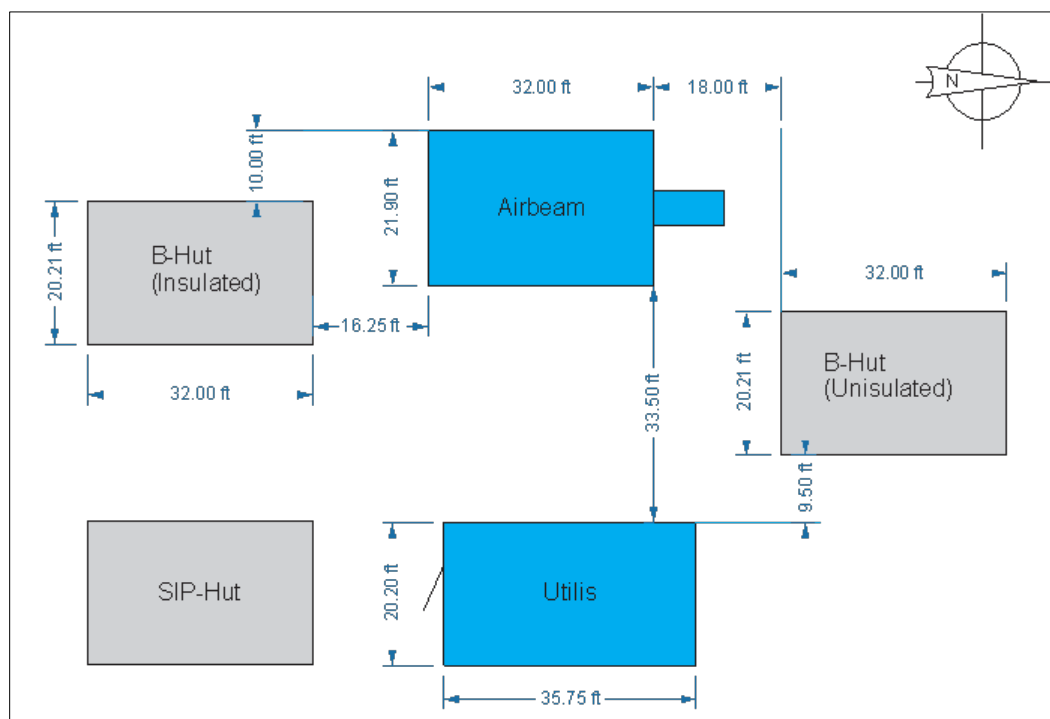 32.00 ft
18.00 ft
N
10.00 ft
21.90 ft
Airbeam
20.21 ft
B-Hut
(Insulated)
32.00 ft
16.25 ft
32.00 ft
33.50 ft
20.21 ft
B-Hut
(Unisulated)
9.50 ft
SIP-Hut
20.20 ft
Utilis
35.75 ft